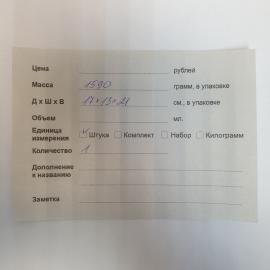 Цена рублей
Масса 1590 грамм, в упаковке
Д х Ш х В 17×13×21 см., в упаковке
Объем мл.
Единица
измерения Штука Комплект Набор Килограмм
Количество 1
Дополнение
к названию
Заметка